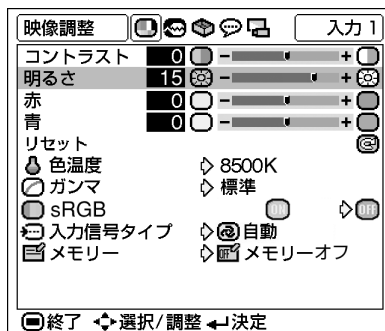 映像調整 入力 1
コントラスト 0 − +
明るさ 15 − +
赤 0 − +
青 0 − +
リセット
色温度 8500K
ガンマ 標準
sRGB ON OFF
入力信号タイプ 自動
メモリー OFF メモリーオフ
終了 選択/調整 決定